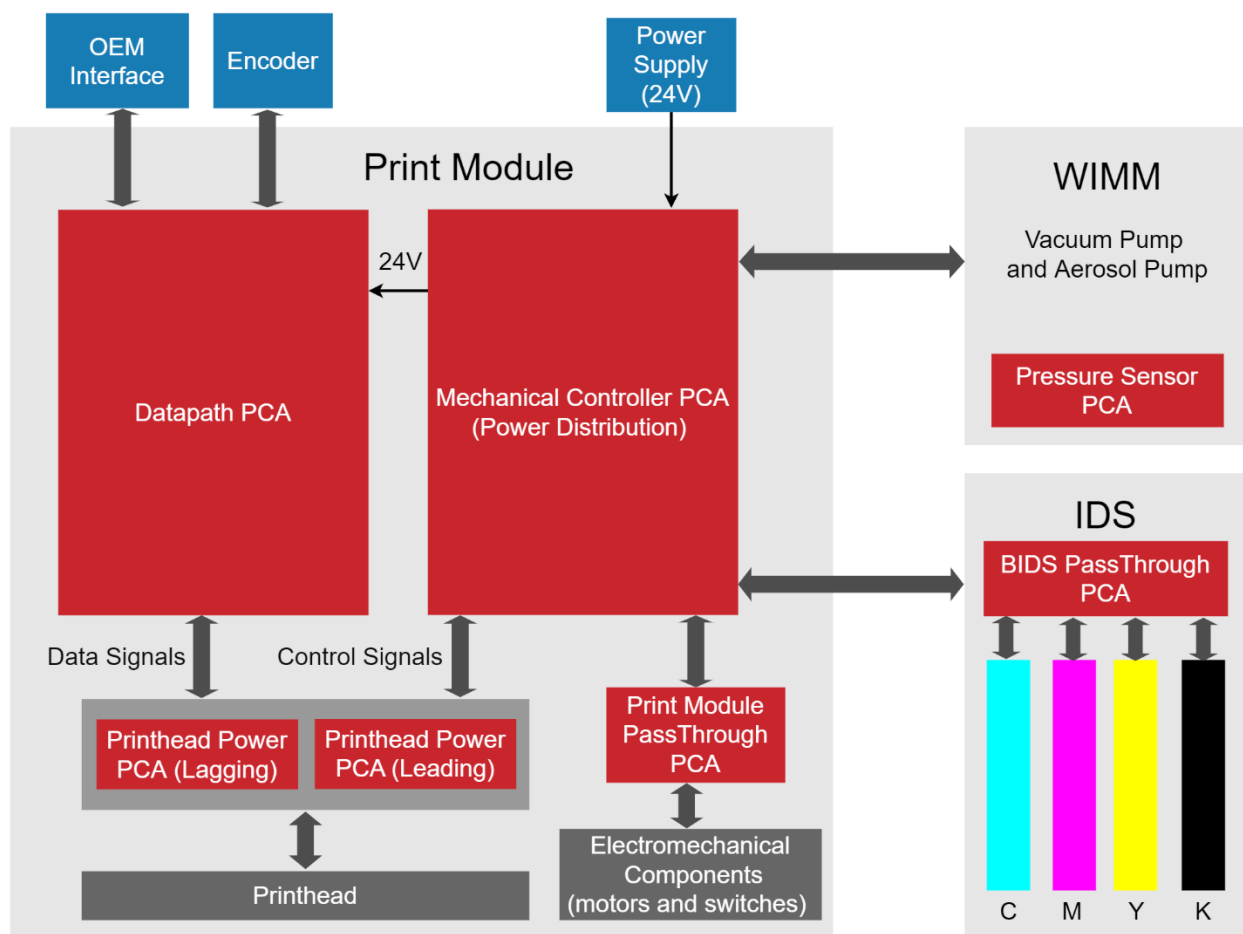 OEM
Interface
Encoder
Power
Supply
(24V)
Print Module
24V
Datapath PCA
Mechanical Controller PCA
(Power Distribution)
Data Signals
Control Signals
Printhead Power
PCA (Lagging)
Printhead Power
PCA (Leading)
Print Module
PassThrough
PCA
Printhead
Electromechanical
Components
(motors and switches)
WIMM
Vacuum Pump
and Aerosol Pump
Pressure Sensor
PCA
IDS
BIDS PassThrough
PCA
C M Y K